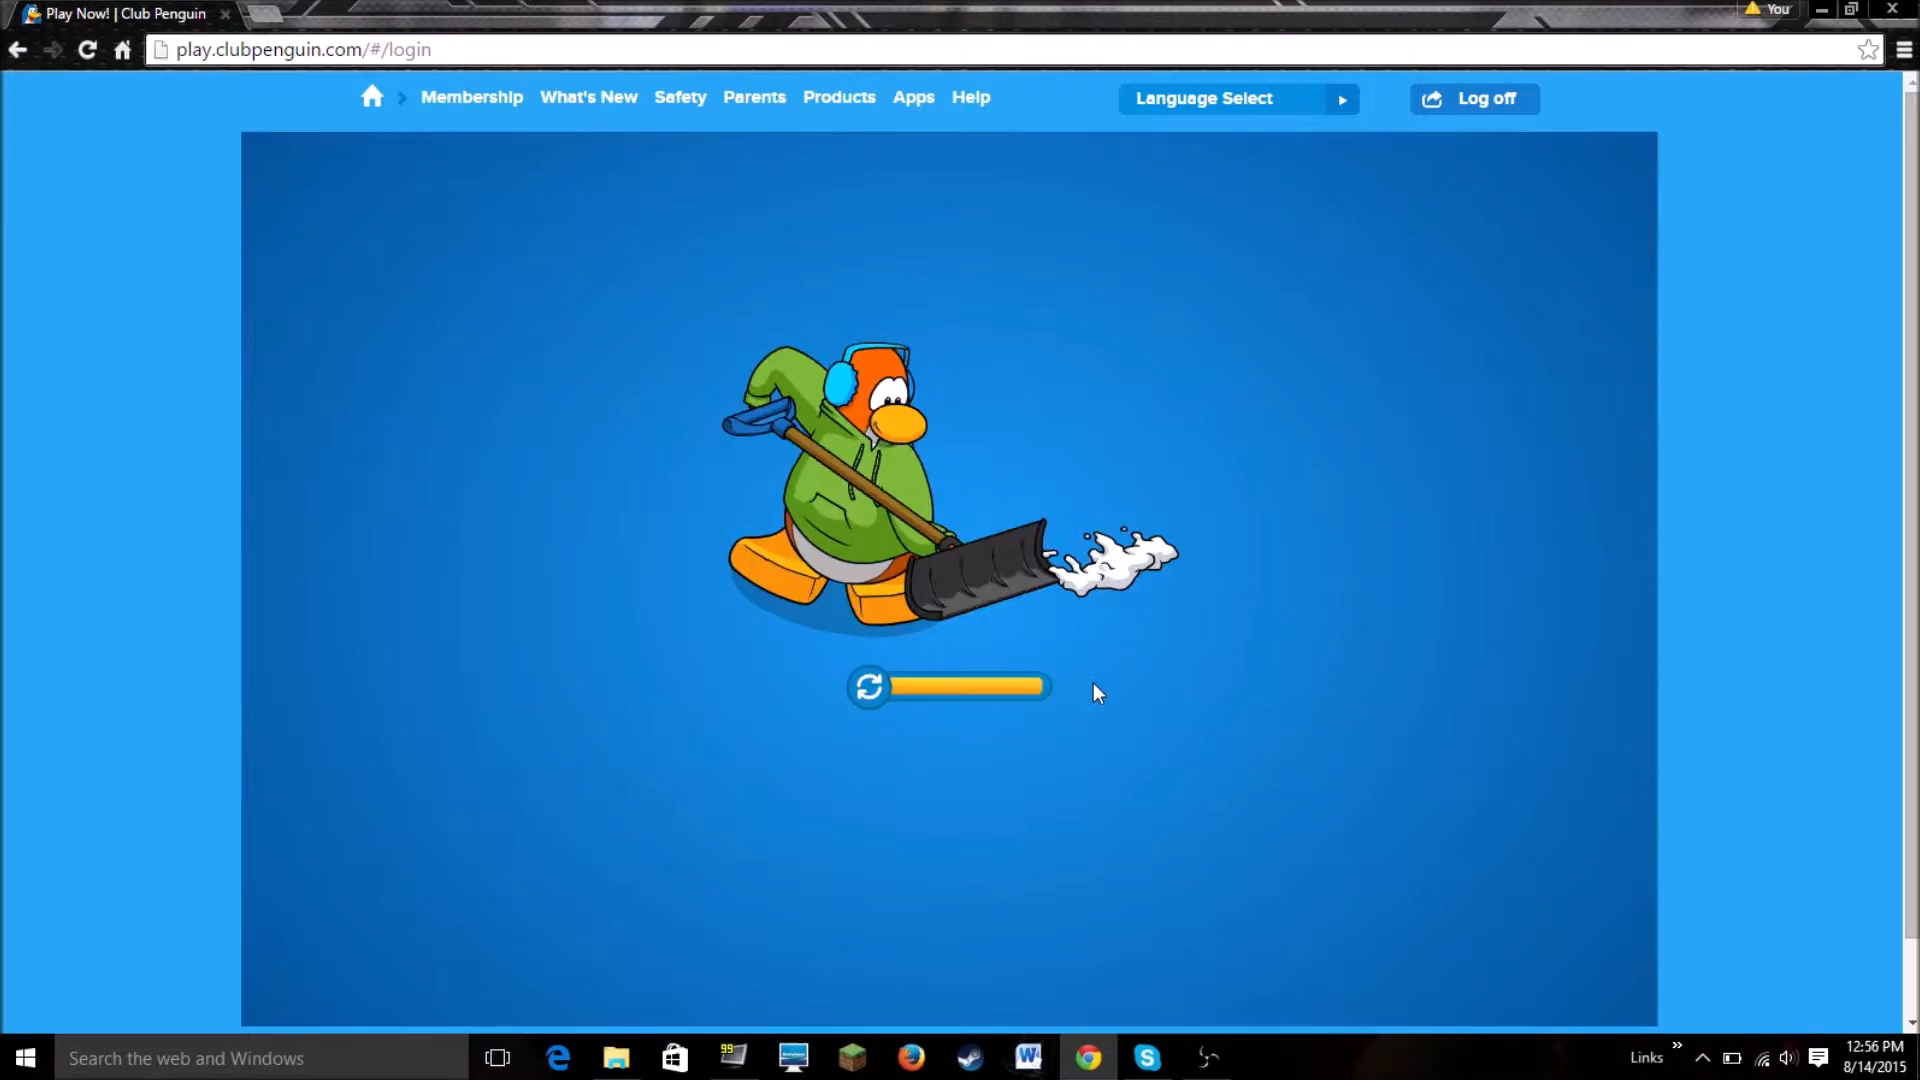 Play Now! | Club Penguin
You
play.clubpenguin.com/#/login
Membership What's New Safety Parents Products Apps Help
Language Select
Log off
Search the web and Windows
99
Links
12:56 PM
8/14/2015